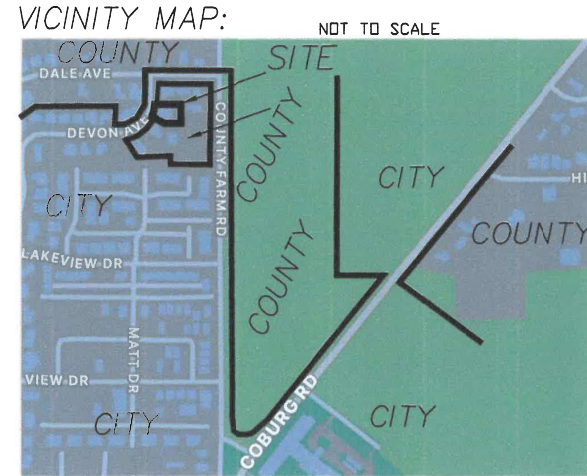 VICINITY MAP:
NOT TO SCALE
COUNTY
SITE
DALE AVE
DEVON AVE
COUNTY FARM RD
COUNTY
CITY
CITY
HI
COUNTY
LAKEVIEW DR
COUNTY
MATT DR
VIEW DR
COBURG RD
CITY
CITY